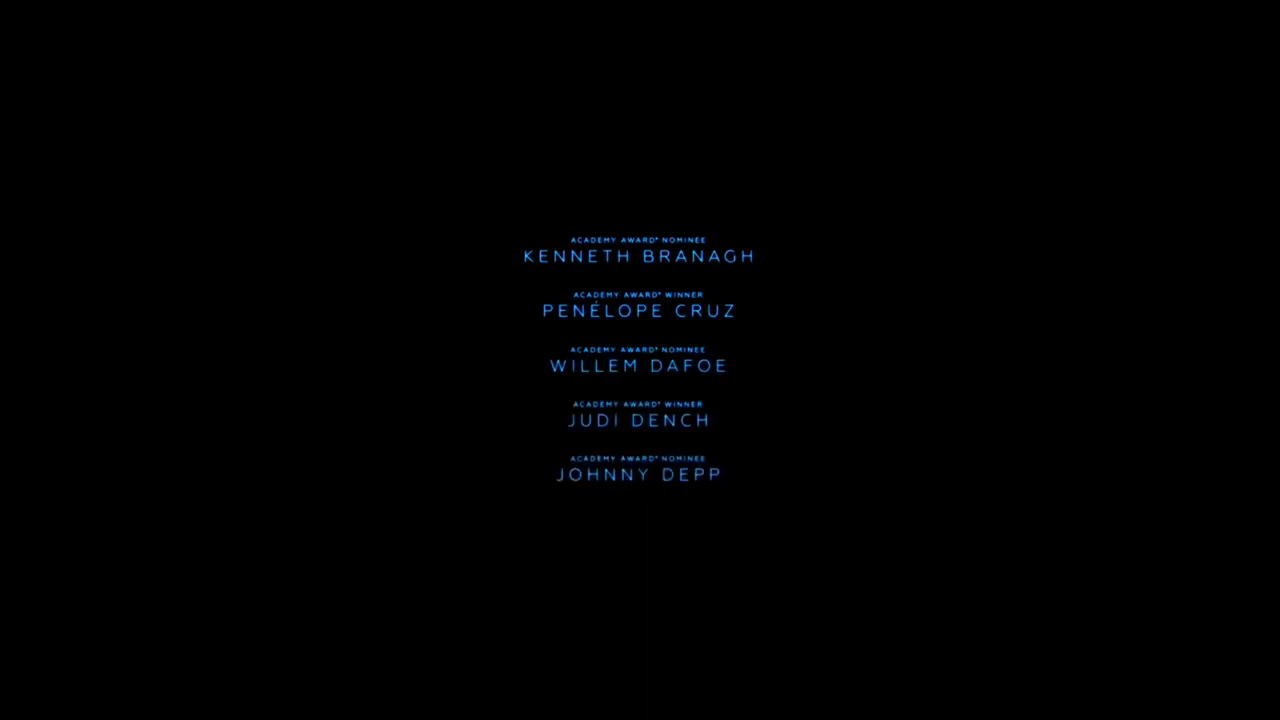 ACADEMY AWARD® NOMINEE
KENNETH BRANAGH
ACADEMY AWARD® WINNER
PENÉLOPE CRUZ
ACADEMY AWARD® NOMINEE
WILLEM DAFOE
ACADEMY AWARD® WINNER
JUDI DENCH
ACADEMY AWARD® NOMINEE
JOHNNY DEPP